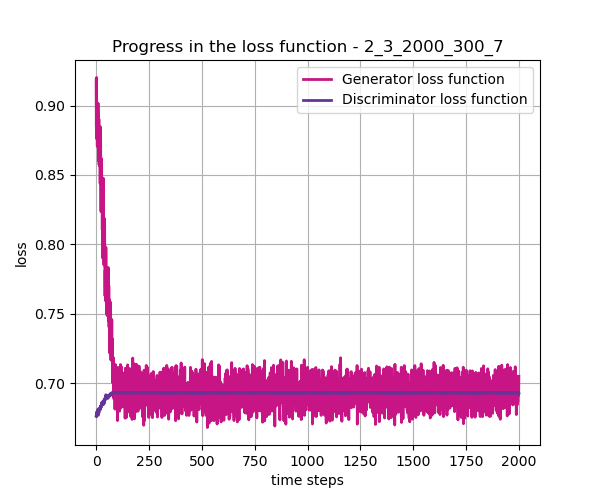 Progress in the loss function - 2_3_2000_300_7
Generator loss function
Discriminator loss function
0.90
0.85
0.80
0.75
0.70
loss
0 250 500 750 1000 1250 1500 1750 2000
time steps